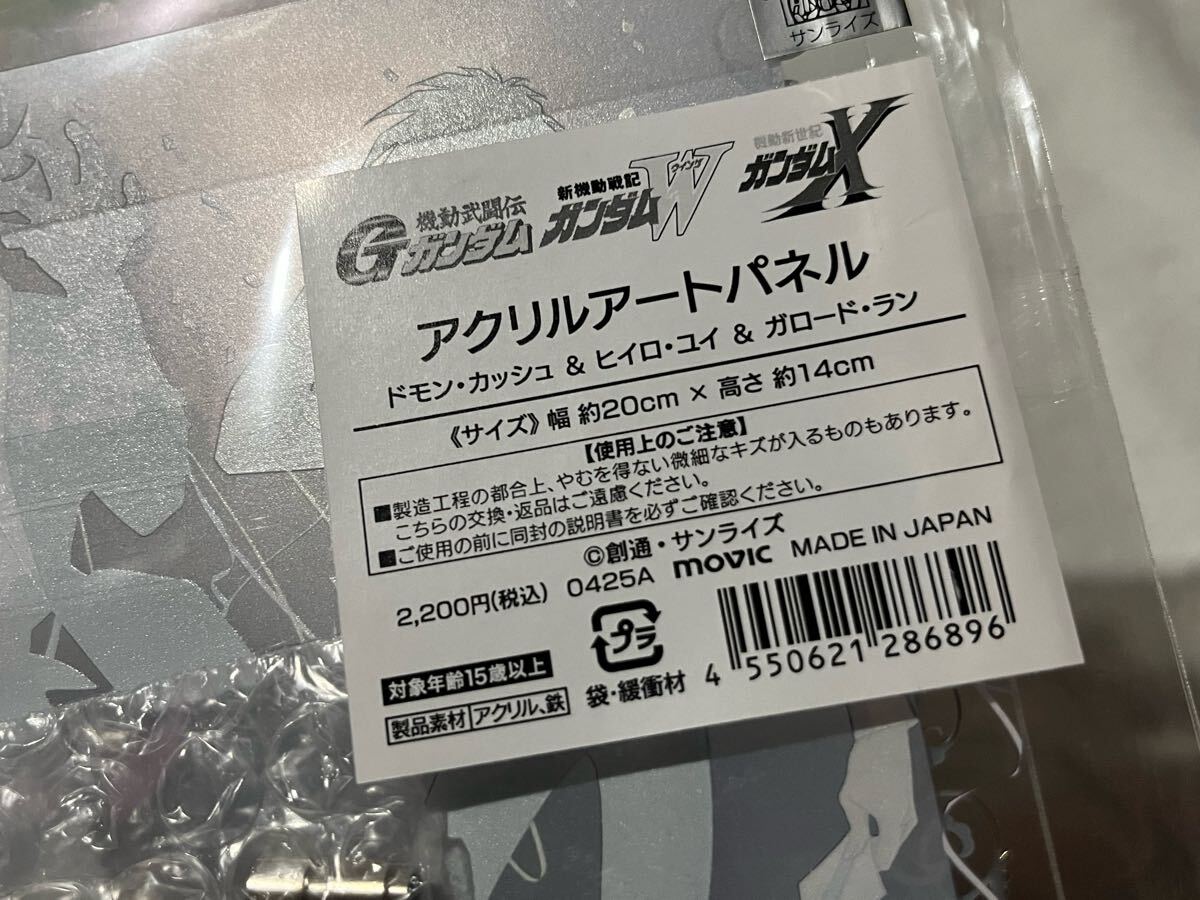 サンライズ
機動武闘伝
Gガンダム
新機動戦記
ガンダムW
ウイング
機動新世紀
ガンダムX
アクリルアートパネル
ドモン・カッシュ & ヒイロ・ユイ & ガロード・ラン
《サイズ》 幅 約20cm × 高さ 約14cm
【使用上のご注意】
■製造工程の都合上、やむを得ない微細なキズが入るものもあります。
こちらの交換・返品はご遠慮ください。
■ご使用の前に同封の説明書を必ずご確認ください。
©創通・サンライズ
2,200円(税込) 0425A movic MADE IN JAPAN
対象年齢15歳以上
製品素材 アクリル、鉄
プラ
袋・緩衝材
4 550621 286896